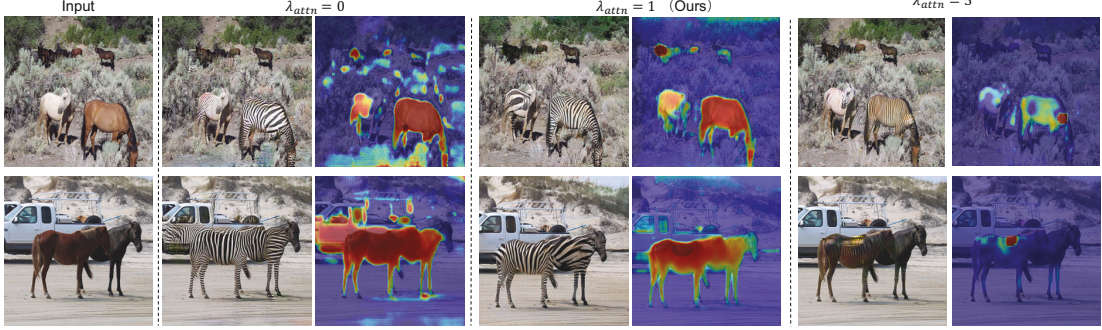 Input
λ_attn = 0
λ_attn = 1 （Ours）